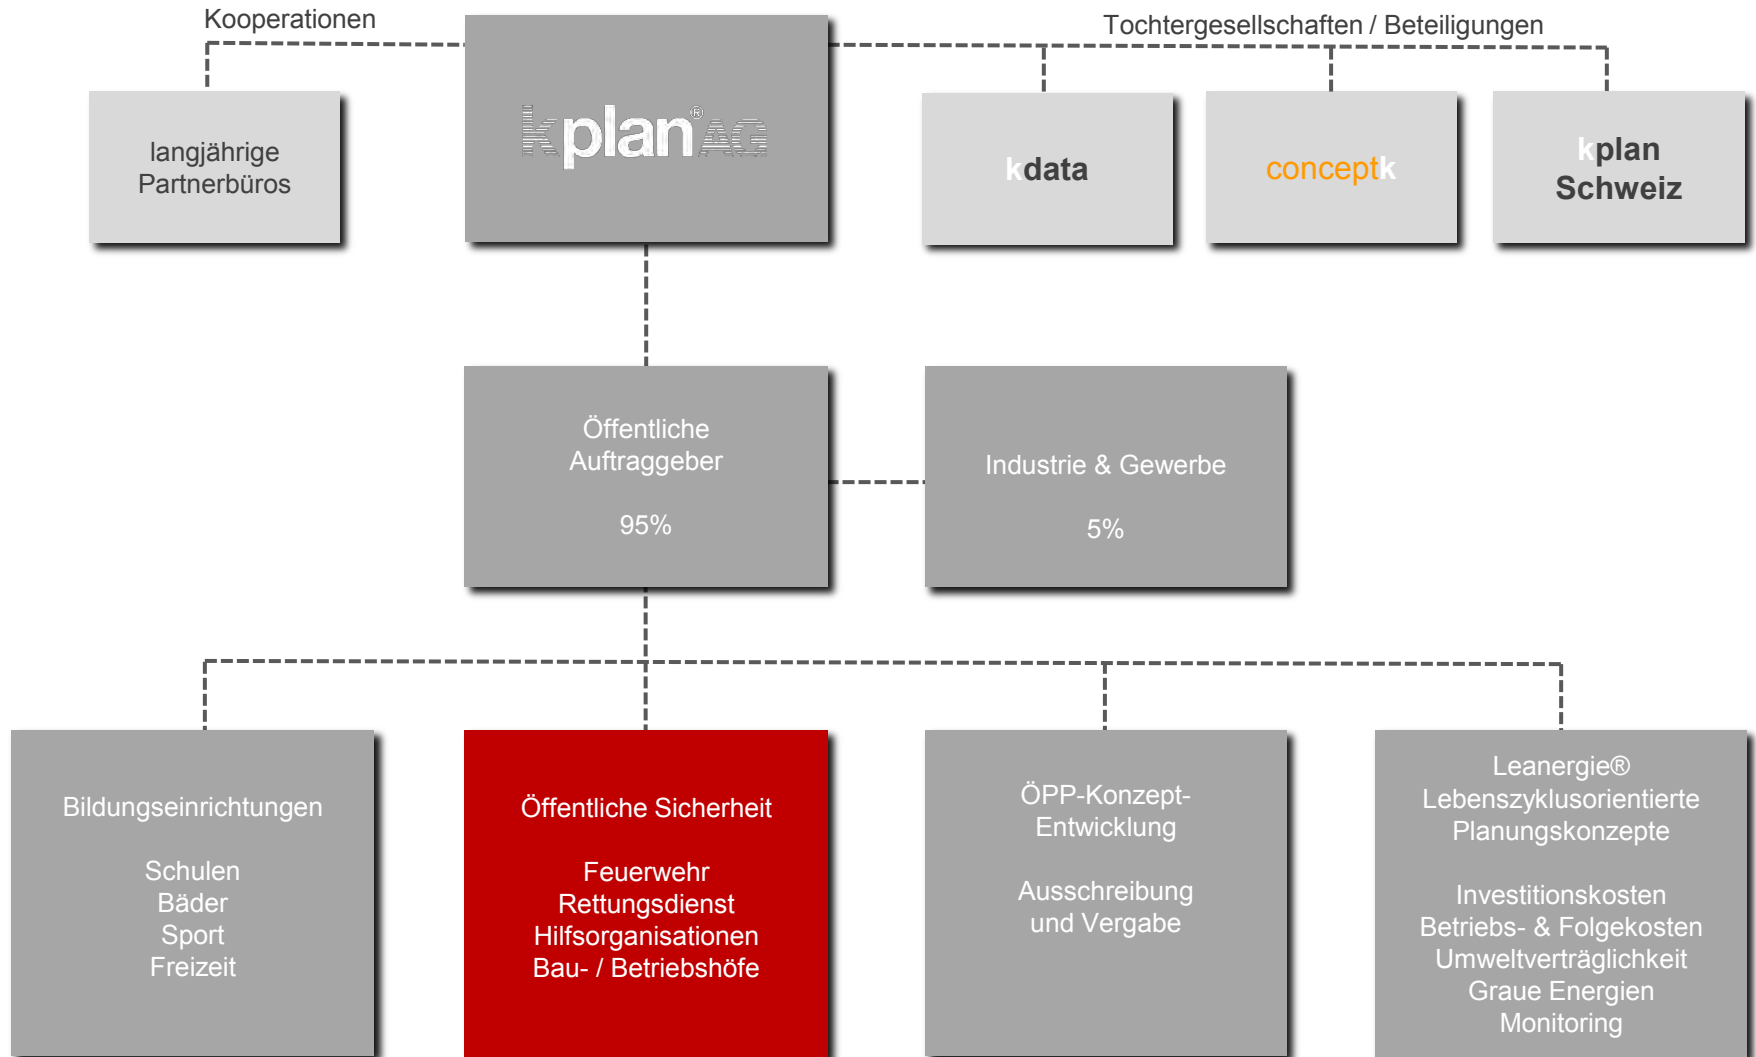 Kooperationen
Tochtergesellschaften / Beteiligungen
langjährige
Partnerbüros
kplan® AG
kdata
conceptk
kplan
Schweiz
Öffentliche
Auftraggeber
95%
Industrie & Gewerbe
5%
Bildungseinrichtungen
Schulen
Bäder
Sport
Freizeit
Öffentliche Sicherheit
Feuerwehr
Rettungsdienst
Hilfsorganisationen
Bau- / Betriebshöfe
ÖPP-Konzept-
Entwicklung
Ausschreibung
und Vergabe
Leanergie®
Lebenszyklusorientierte
Planungskonzepte
Investitionskosten
Betriebs- & Folgekosten
Umweltverträglichkeit
Graue Energien
Monitoring